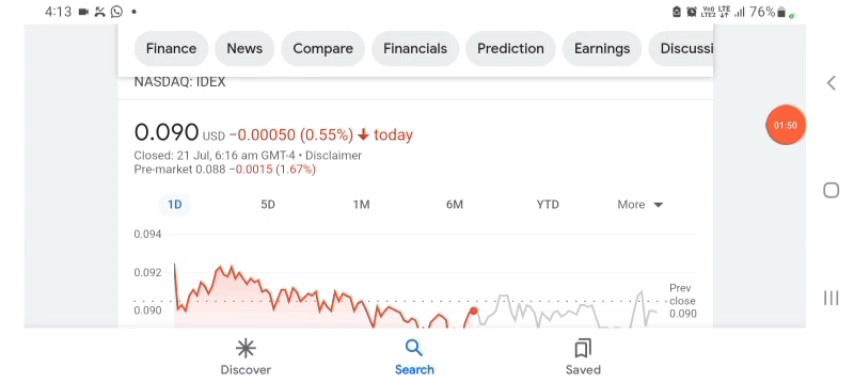 4:13
Vo)) LTE
LTE2 76%
Finance News Compare Financials Prediction Earnings Discussi
NASDAQ: IDEX
0.090 USD −0.00050 (0.55%) today
Closed: 21 Jul, 6:16 am GMT-4 • Disclaimer
Pre-market 0.088 −0.0015 (1.67%)
01:50
1D 5D 1M 6M YTD More
0.094
0.092
0.090
Prev
close
0.090
Discover Search Saved